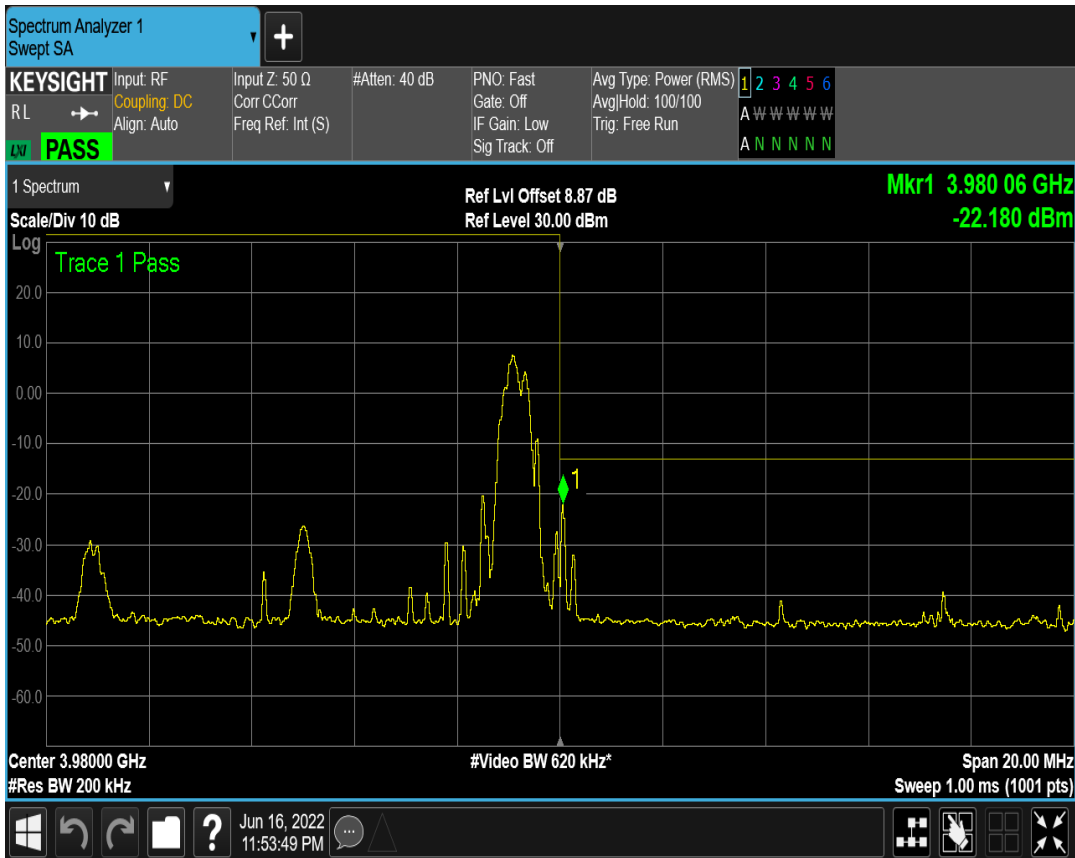 Spectrum Analyzer 1
Swept SA
+
KEYSIGHT
RL
LXI PASS
Input: RF
Coupling: DC
Align: Auto
Input Z: 50 Ω
Corr CCorr
Freq Ref: Int (S)
#Atten: 40 dB
PNO: Fast
Gate: Off
IF Gain: Low
Sig Track: Off
Avg Type: Power (RMS)
Avg|Hold: 100/100
Trig: Free Run
1 2 3 4 5 6
A W W W W W
A N N N N N
1 Spectrum
Scale/Div 10 dB
Ref Lvl Offset 8.87 dB
Ref Level 30.00 dBm
Mkr1 3.980 06 GHz
-22.180 dBm
Log
Trace 1 Pass
20.0
10.0
0.00
-10.0
1
-20.0
-30.0
-40.0
-50.0
-60.0
Center 3.98000 GHz
#Video BW 620 kHz*
Span 20.00 MHz
#Res BW 200 kHz
Sweep 1.00 ms (1001 pts)
?
Jun 16, 2022
11:53:49 PM